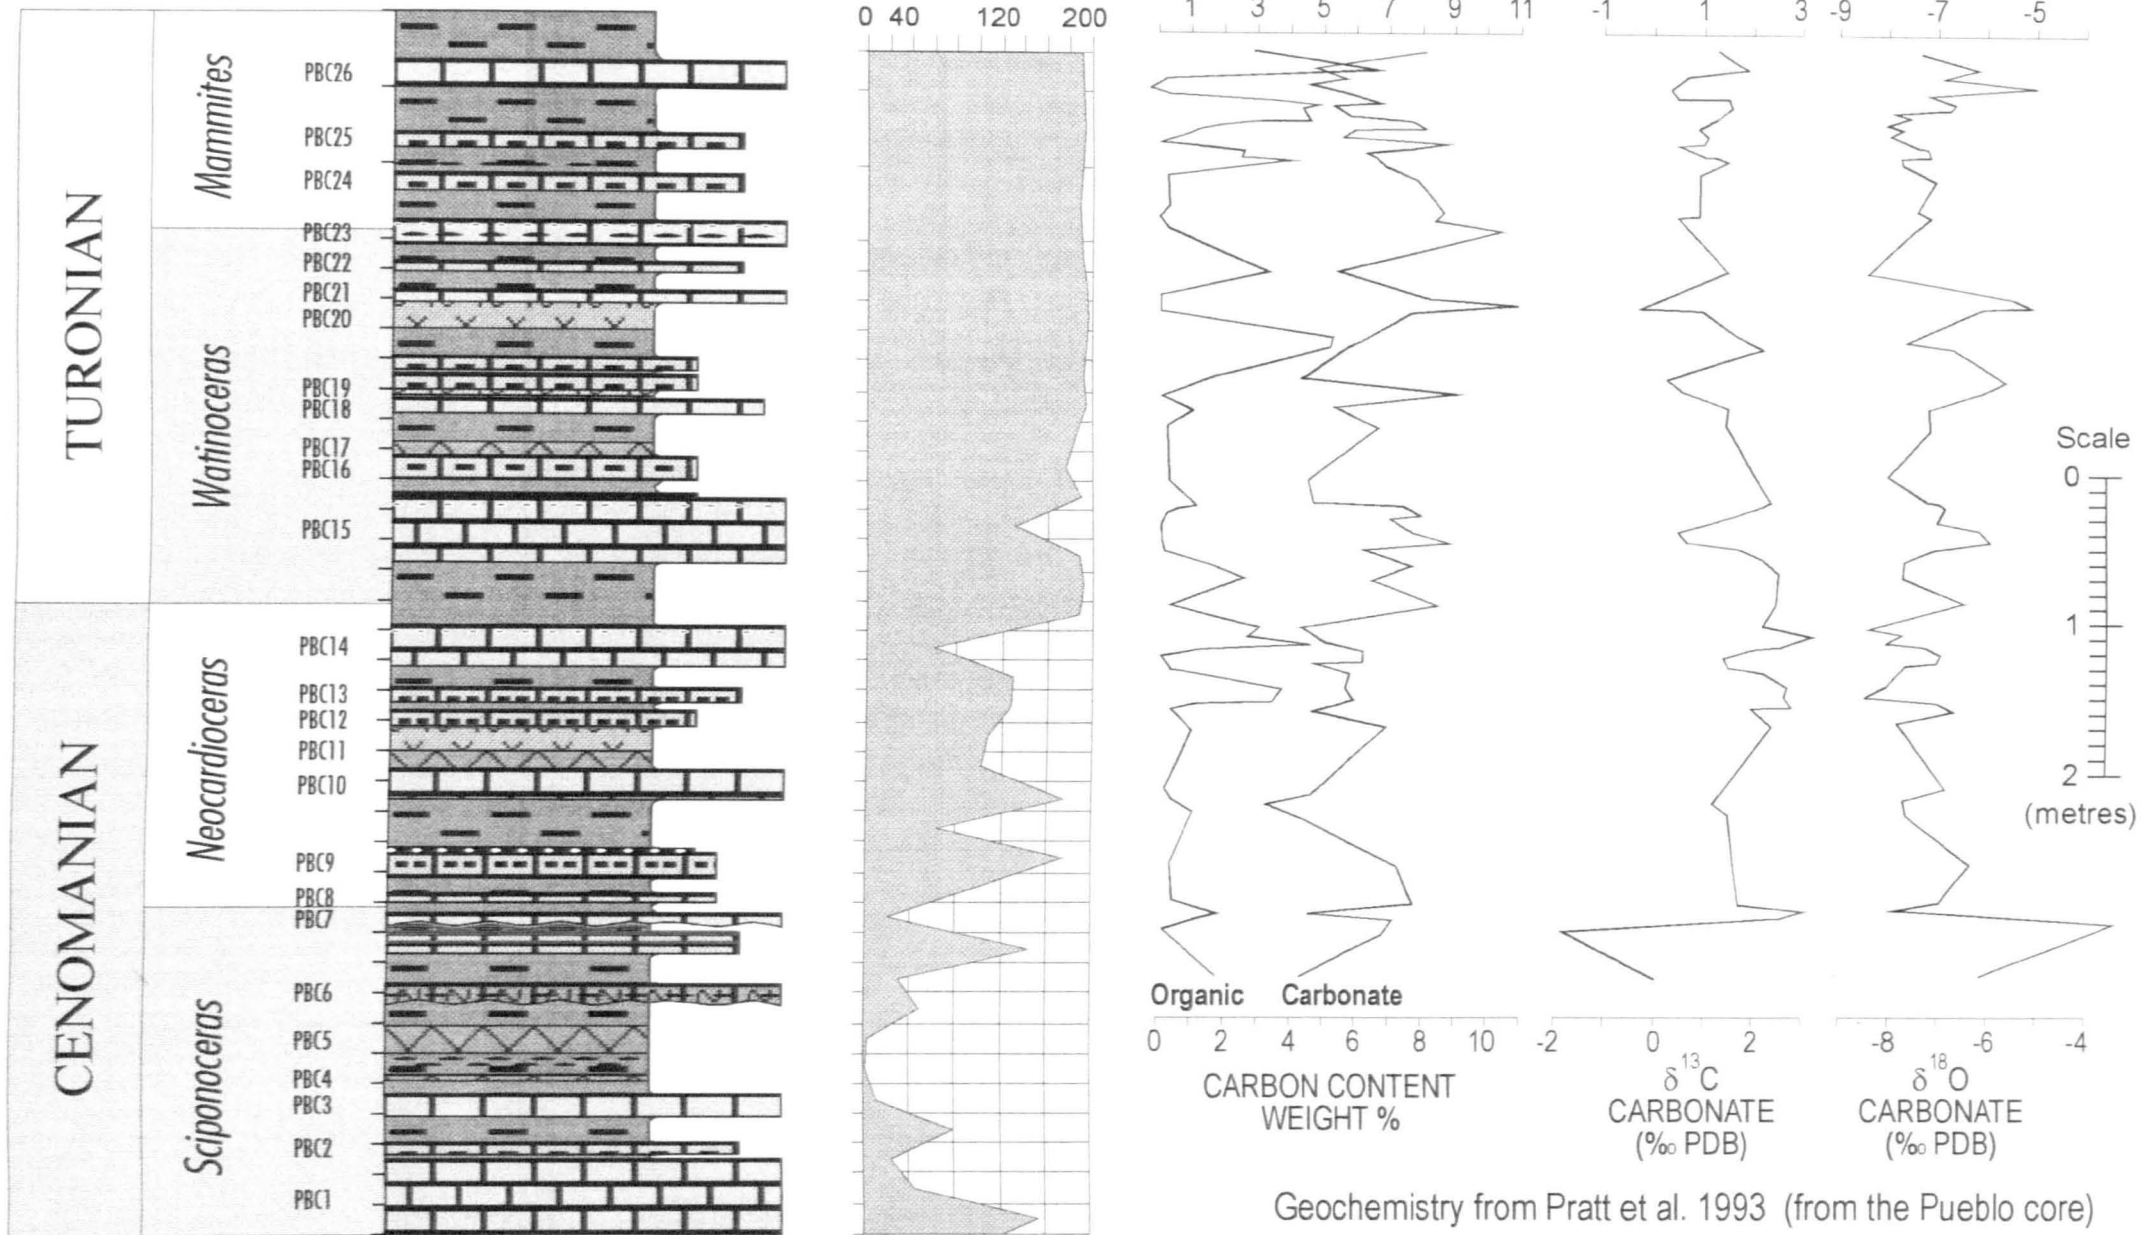 0 40 120 200
1 3 5 7 9 11
-1 1 3
-9 -7 -5
TURONIAN
CENOMANIAN
Mammites
Watinoceras
Neocardioceras
Sciponoceras
PBC26
PBC25
PBC24
PBC23
PBC22
PBC21
PBC20
PBC19
PBC18
PBC17
PBC16
PBC15
PBC14
PBC13
PBC12
PBC11
PBC10
PBC9
PBC8
PBC7
PBC6
PBC5
PBC4
PBC3
PBC2
PBC1
Scale
0
1
2
(metres)
Organic Carbonate
0 2 4 6 8 10
CARBON CONTENT
WEIGHT %
-2 0 2
δ¹³C
CARBONATE
(‰ PDB)
-8 -6 -4
δ¹⁸O
CARBONATE
(‰ PDB)
Geochemistry from Pratt et al. 1993 (from the Pueblo core)